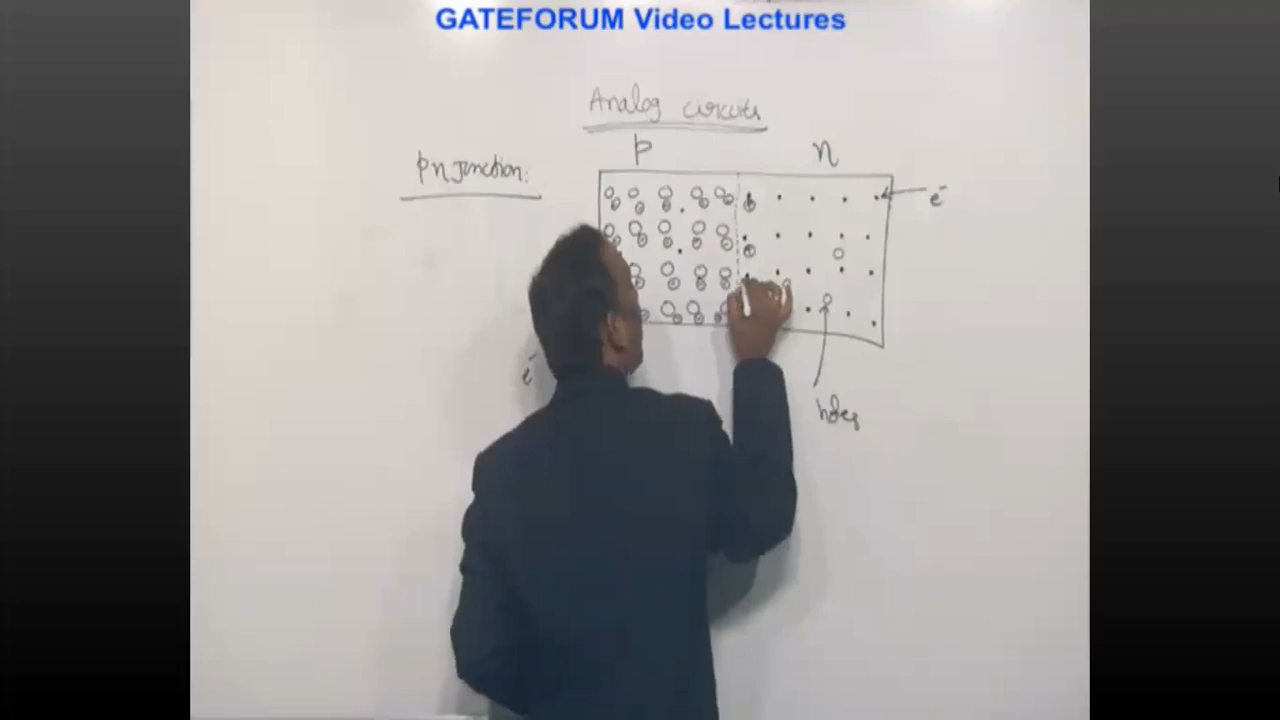 GATEFORUM Video Lectures
Analog circuits
p n
pn junction:
e⁻
e⁻
holes